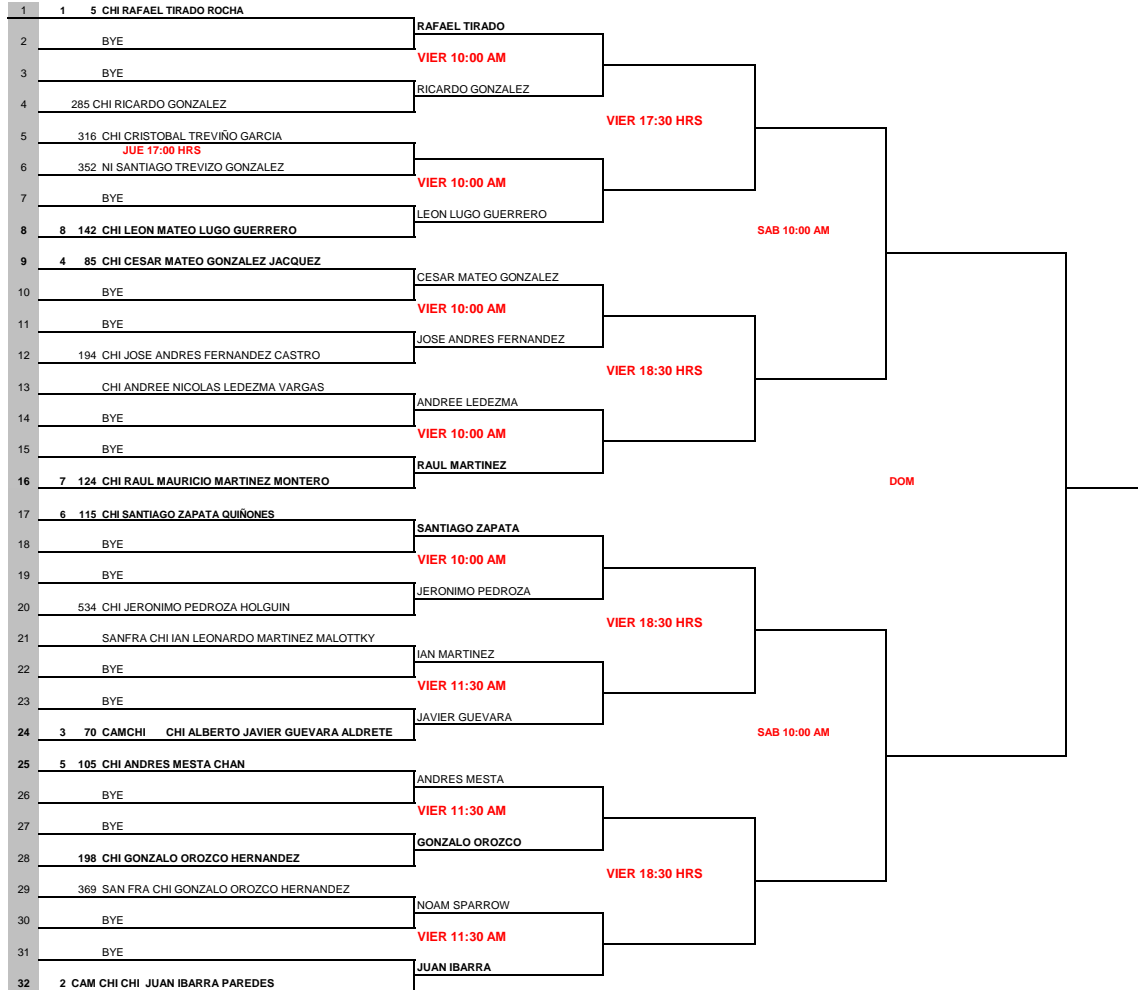 1 1 5 CHI RAFAEL TIRADO ROCHA
RAFAEL TIRADO
2 BYE
VIER 10:00 AM
3 BYE
RICARDO GONZALEZ
4 285 CHI RICARDO GONZALEZ
VIER 17:30 HRS
5 316 CHI CRISTOBAL TREVIÑO GARCIA
JUE 17:00 HRS
6 352 NI SANTIAGO TREVIZO GONZALEZ
VIER 10:00 AM
7 BYE
LEON LUGO GUERRERO
8 8 142 CHI LEON MATEO LUGO GUERRERO
SAB 10:00 AM
9 4 85 CHI CESAR MATEO GONZALEZ JACQUEZ
CESAR MATEO GONZALEZ
10 BYE
VIER 10:00 AM
11 BYE
JOSE ANDRES FERNANDEZ
12 194 CHI JOSE ANDRES FERNANDEZ CASTRO
VIER 18:30 HRS
13 CHI ANDREE NICOLAS LEDEZMA VARGAS
ANDREE LEDEZMA
14 BYE
VIER 10:00 AM
15 BYE
RAUL MARTINEZ
16 7 124 CHI RAUL MAURICIO MARTINEZ MONTERO
DOM
17 6 115 CHI SANTIAGO ZAPATA QUIÑONES
SANTIAGO ZAPATA
18 BYE
VIER 10:00 AM
19 BYE
JERONIMO PEDROZA
20 534 CHI JERONIMO PEDROZA HOLGUIN
VIER 18:30 HRS
21 SANFRA CHI IAN LEONARDO MARTINEZ MALOTTKY
IAN MARTINEZ
22 BYE
VIER 11:30 AM
23 BYE
JAVIER GUEVARA
24 3 70 CAMCHI CHI ALBERTO JAVIER GUEVARA ALDRETE
SAB 10:00 AM
25 5 105 CHI ANDRES MESTA CHAN
ANDRES MESTA
26 BYE
VIER 11:30 AM
27 BYE
GONZALO OROZCO
28 198 CHI GONZALO OROZCO HERNANDEZ
VIER 18:30 HRS
29 369 SAN FRA CHI GONZALO OROZCO HERNANDEZ
NOAM SPARROW
30 BYE
VIER 11:30 AM
31 BYE
JUAN IBARRA
32 2 CAM CHI CHI JUAN IBARRA PAREDES